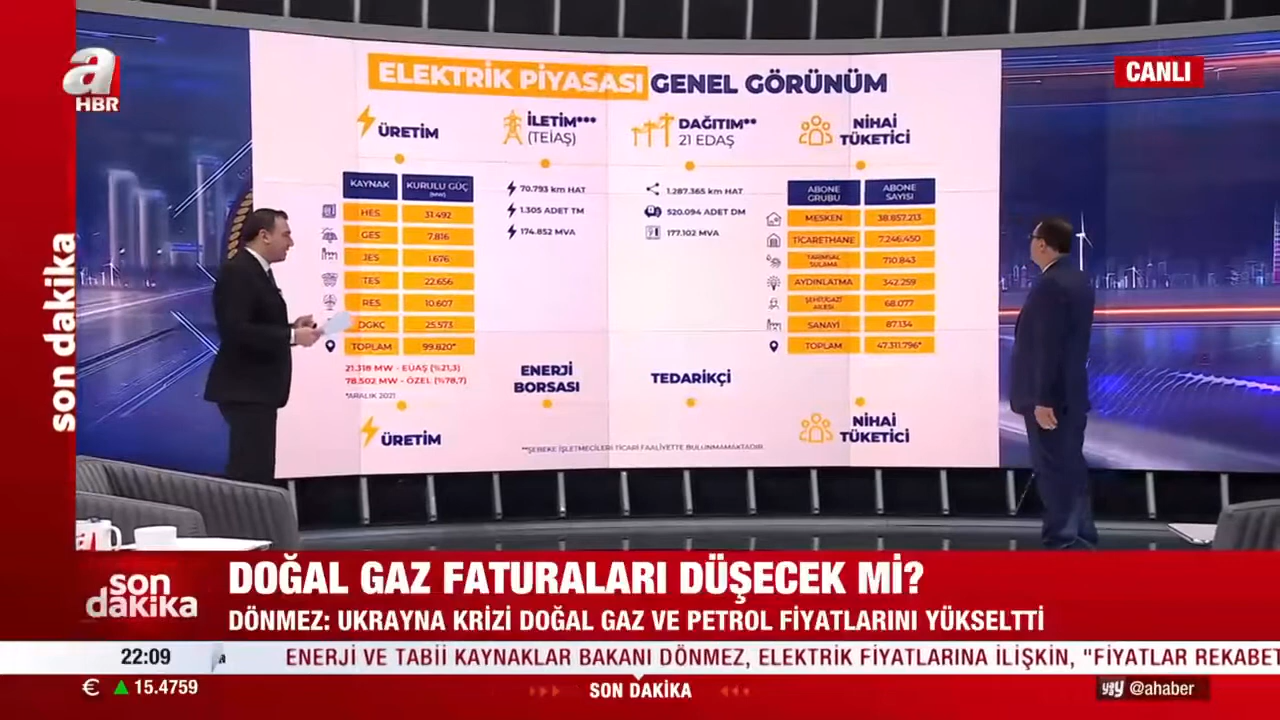 a
HBR
CANLI
son dakika
ELEKTRİK PİYASASI GENEL GÖRÜNÜM
ÜRETİM
İLETİM***
(TEİAŞ)
DAĞITIM**
21 EDAŞ
NİHAİ
TÜKETİCİ
KAYNAK KURULU GÜÇ
(MW)
HES 31.492
GES 7.816
JES 1.676
TES 22.656
RES 10.607
DGKÇ 25.573
TOPLAM 99.820*
21.318 MW - EÜAŞ (%21,3)
78.502 MW - ÖZEL (%78,7)
*ARALIK 2021
70.793 km HAT
1.305 ADET TM
174.852 MVA
1.287.365 km HAT
520.094 ADET DM
177.102 MVA
ABONE
GRUBU
ABONE
SAYISI
MESKEN 38.857.213
TİCARETHANE 7.246.450
TARIMSAL
SULAMA 710.843
AYDINLATMA 342.259
ŞEHİT/GAZİ
AİLESİ 68.077
SANAYİ 87.134
TOPLAM 47.311.796*
ENERJİ
BORSASI
TEDARİKÇİ
ÜRETİM
NİHAİ
TÜKETİCİ
**ŞEBEKE İŞLETMECİLERİ TİCARİ FAALİYETTE BULUNMAMAKTADIR.
a
son
dakika
DOĞAL GAZ FATURALARI DÜŞECEK Mİ?
DÖNMEZ: UKRAYNA KRİZİ DOĞAL GAZ VE PETROL FİYATLARINI YÜKSELTTİ
22:09
ENERJİ VE TABİİ KAYNAKLAR BAKANI DÖNMEZ, ELEKTRİK FİYATLARINA İLİŞKİN, "FİYATLAR REKABET
€ 15.4759
SON DAKİKA
@ahaber